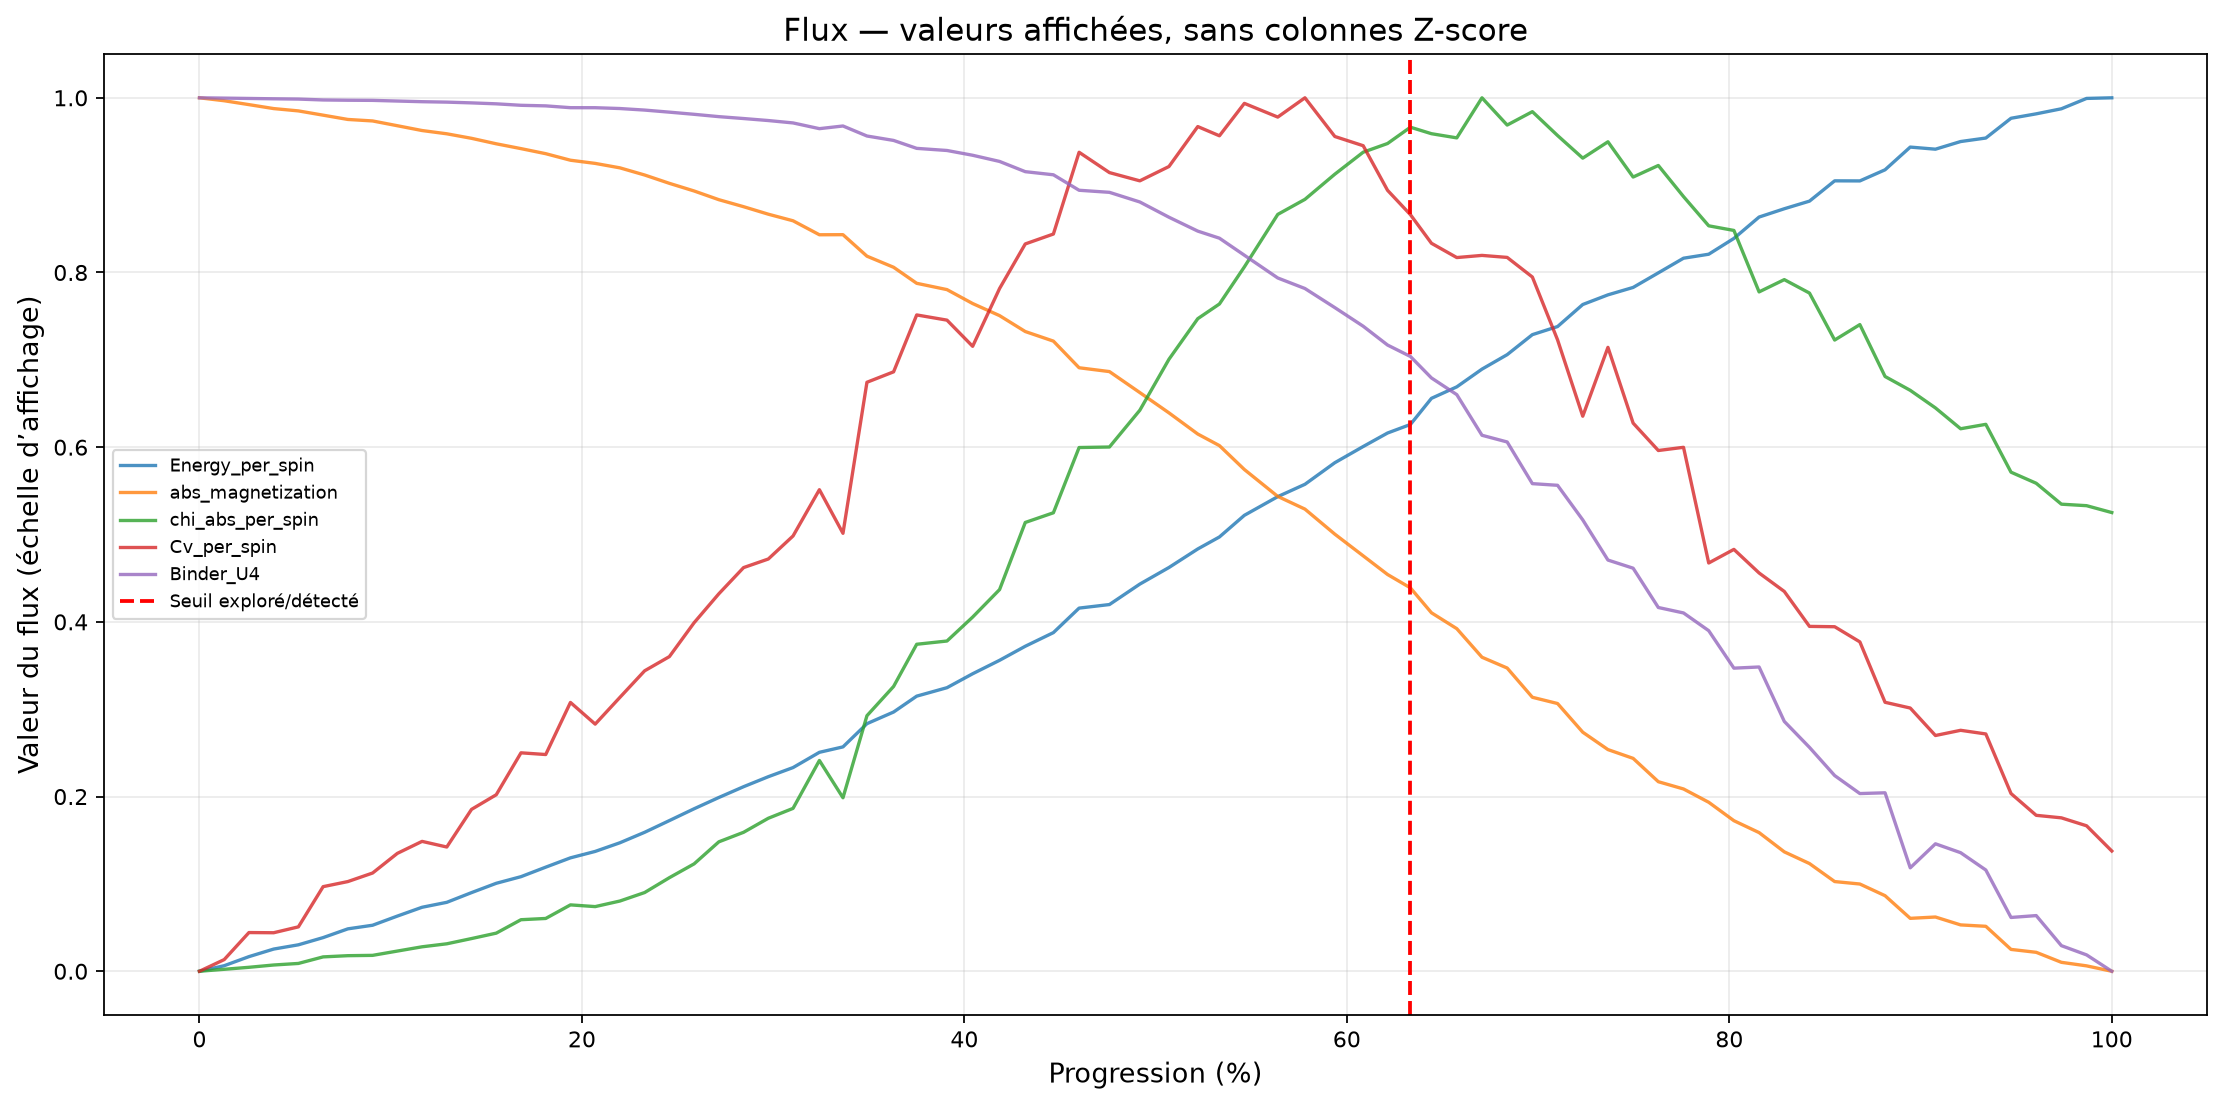 Flux — valeurs affichées, sans colonnes Z-score
Valeur du flux (échelle d’affichage)
1.0
0.8
0.6
0.4
0.2
0.0
Energy_per_spin
abs_magnetization
chi_abs_per_spin
Cv_per_spin
Binder_U4
Seuil exploré/détecté
0 20 40 60 80 100
Progression (%)